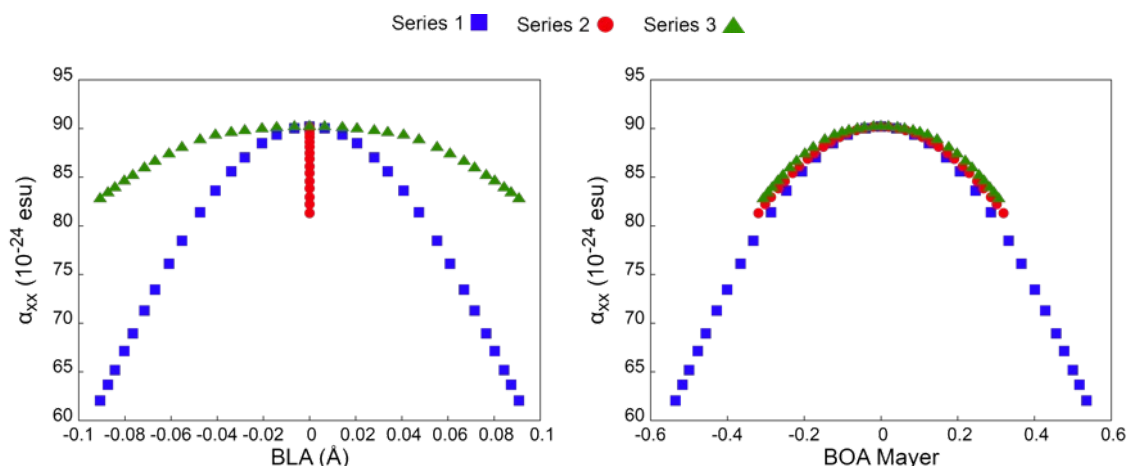 Series 1 Series 2 Series 3
95
90
85
80
75
70
65
60
αxx (10-24 esu)
-0.1 -0.08 -0.06 -0.04 -0.02 0 0.02 0.04 0.06 0.08 0.1
BLA (Å)
95
90
85
80
75
70
65
60
αxx (10-24 esu)
-0.6 -0.4 -0.2 0 0.2 0.4 0.6
BOA Mayer